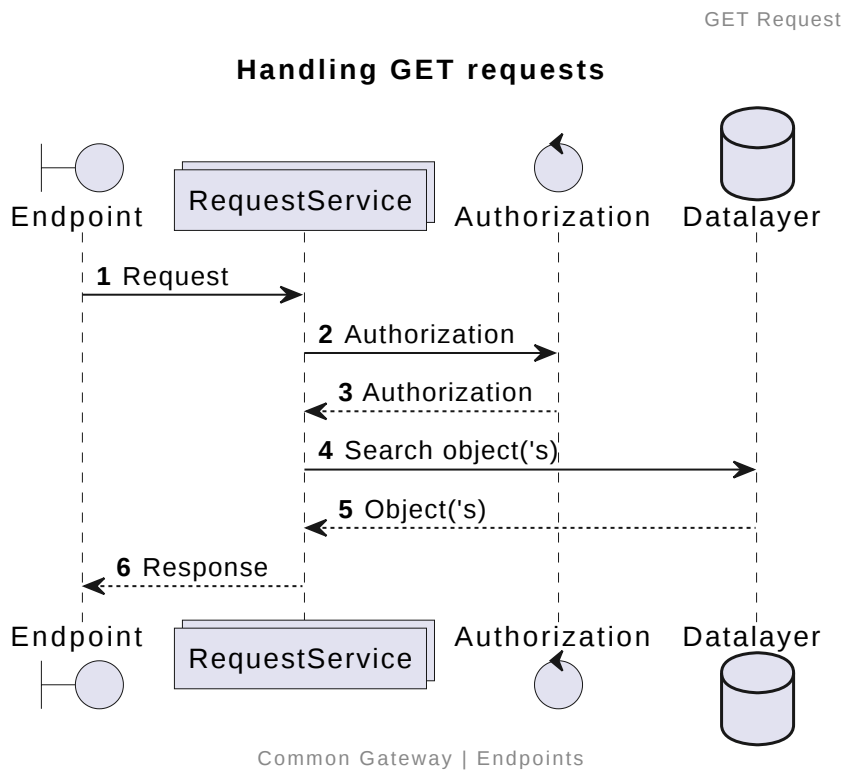 GET Request
Handling GET requests
Endpoint
RequestService
Authorization
Datalayer
1 Request
2 Authorization
3 Authorization
4 Search object('s)
5 Object('s)
6 Response
Endpoint
RequestService
Authorization
Datalayer
Common Gateway | Endpoints